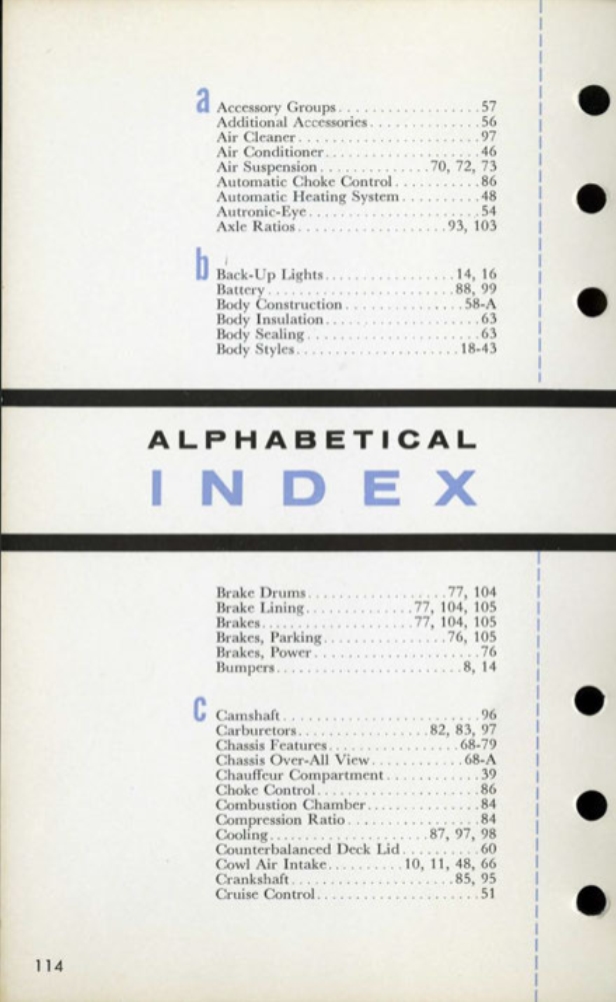 a
Accessory Groups.................57
Additional Accessories.............56
Air Cleaner......................97
Air Conditioner...................46
Air Suspension.............70, 72, 73
Automatic Choke Control..........86
Automatic Heating System.........48
Autronic-Eye.....................54
Axle Ratios..................93, 103
b
Back-Up Lights................14, 16
Battery.......................88, 99
Body Construction..............58-A
Body Insulation...................63
Body Sealing.....................63
Body Styles....................18-43
ALPHABETICAL
INDEX
Brake Drums.................77, 104
Brake Lining.............77, 104, 105
Brakes..................77, 104, 105
Brakes, Parking...............76, 105
Brakes, Power....................76
Bumpers.......................8, 14
c
Camshaft........................96
Carburetors................82, 83, 97
Chassis Features................68-79
Chassis Over-All View...........68-A
Chauffeur Compartment...........39
Choke Control....................86
Combustion Chamber..............84
Compression Ratio................84
Cooling...................87, 97, 98
Counterbalanced Deck Lid.........60
Cowl Air Intake.........10, 11, 48, 66
Crankshaft....................85, 95
Cruise Control....................51
114